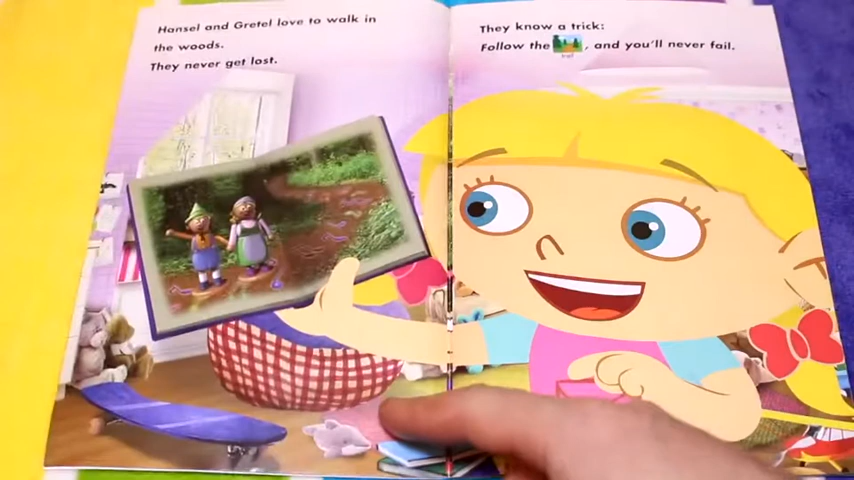 Hansel and Gretel love to walk in
the woods.
They never get lost.
They know a trick:
Follow the , and you'll never fail.
trail